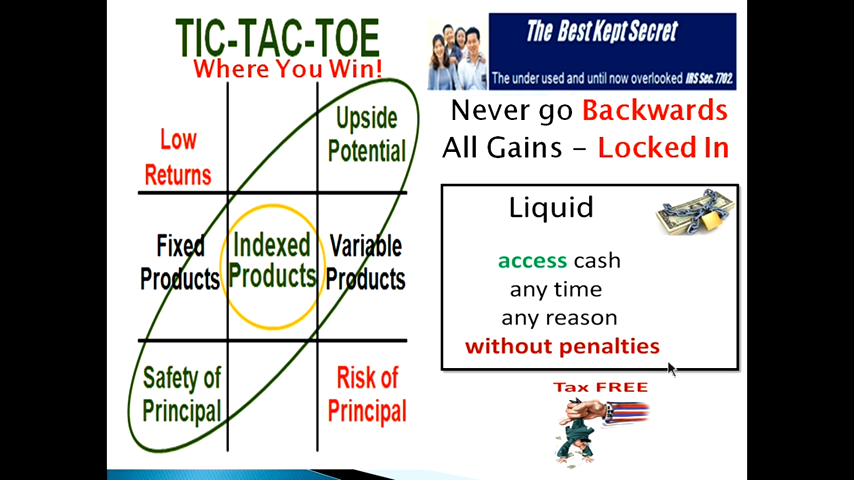 TIC-TAC-TOE
Where You Win!
Low
Returns
Upside
Potential
Fixed
Products
Indexed
Products
Variable
Products
Safety of
Principal
Risk of
Principal
The Best Kept Secret
The under used and until now overlooked IRS Sec. 7702.
Never go Backwards
All Gains – Locked In
Liquid
access cash
any time
any reason
without penalties
Tax FREE